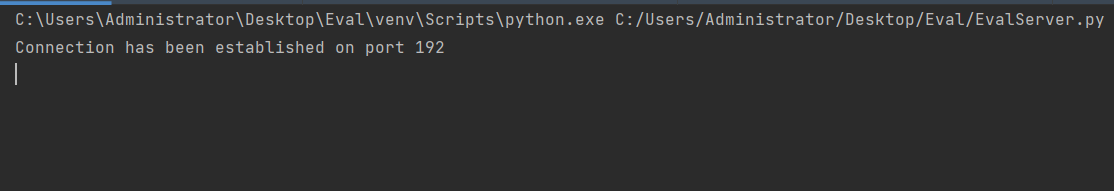 C:\Users\Administrator\Desktop\Eval\venv\Scripts\python.exe C:/Users/Administrator/Desktop/Eval/EvalServer.py
Connection has been established on port 192